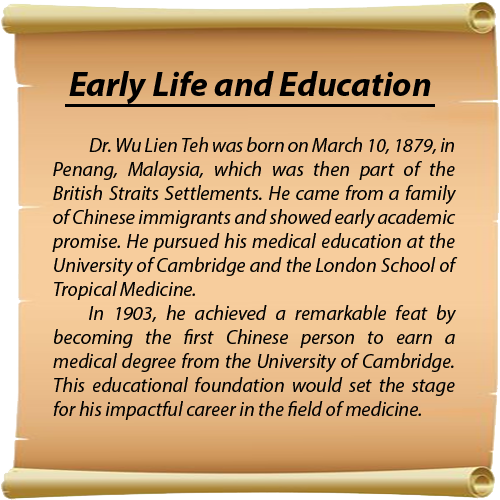 Early Life and Education
Dr. Wu Lien Teh was born on March 10, 1879, in
Penang, Malaysia, which was then part of the
British Straits Settlements. He came from a family
of Chinese immigrants and showed early academic
promise. He pursued his medical education at the
University of Cambridge and the London School of
Tropical Medicine.
In 1903, he achieved a remarkable feat by
becoming the first Chinese person to earn a
medical degree from the University of Cambridge.
This educational foundation would set the stage
for his impactful career in the field of medicine.